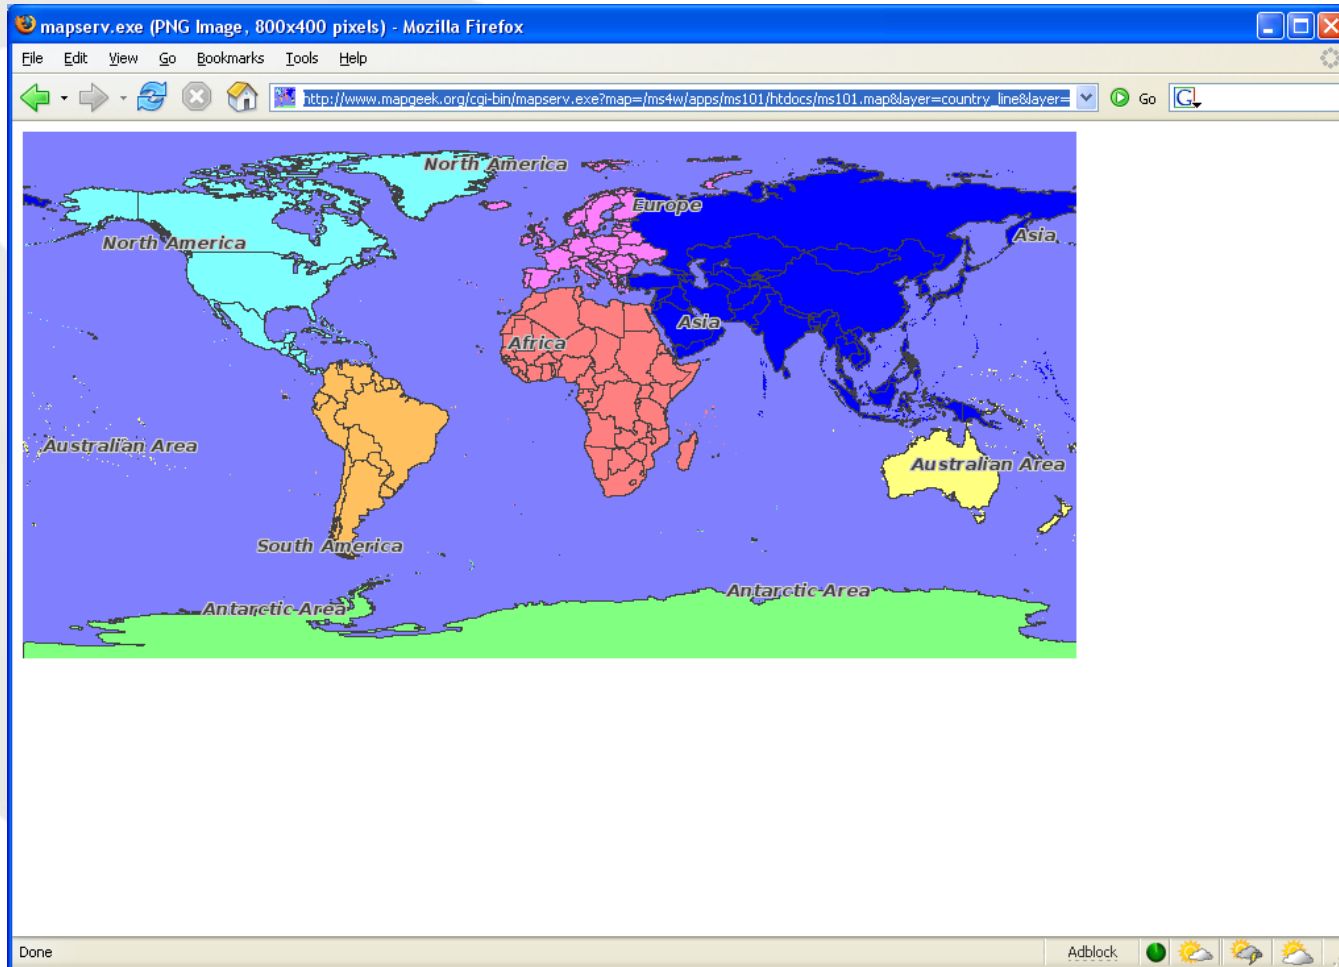 mapserv.exe (PNG Image, 800x400 pixels) - Mozilla Firefox
File Edit View Go Bookmarks Tools Help
http://www.mapgeek.org/cgi-bin/mapserv.exe?map=/ms4w/apps/ms101/htdocs/ms101.map&layer=country_line&layer= Go G
North America
Europe
Asia
North America
Asia
Africa
Australian Area
Australian Area
South America
Antarctic Area
Antarctic Area
Done Adblock